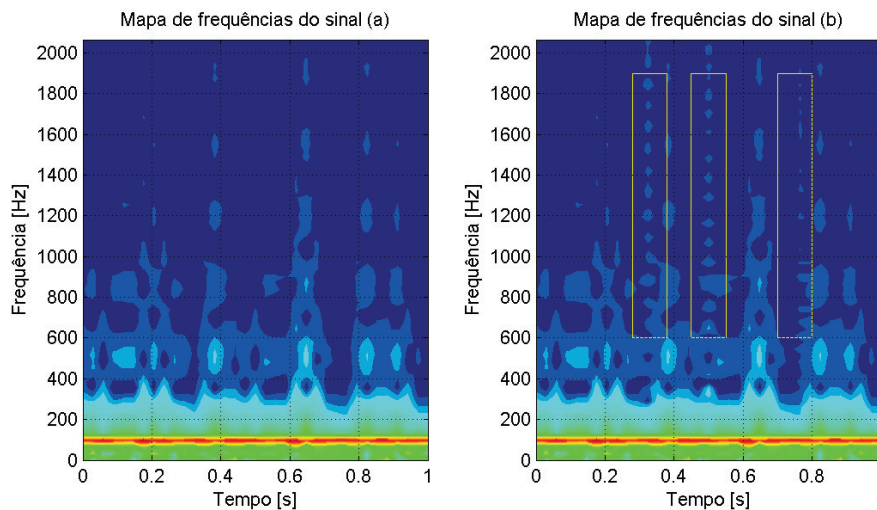 Mapa de frequências do sinal (a)
Frequência [Hz]
2000
1800
1600
1400
1200
1000
800
600
400
200
0
0 0.2 0.4 0.6 0.8 1
Tempo [s]
Mapa de frequências do sinal (b)
Frequência [Hz]
2000
1800
1600
1400
1200
1000
800
600
400
200
0
0 0.2 0.4 0.6 0.8
Tempo [s]